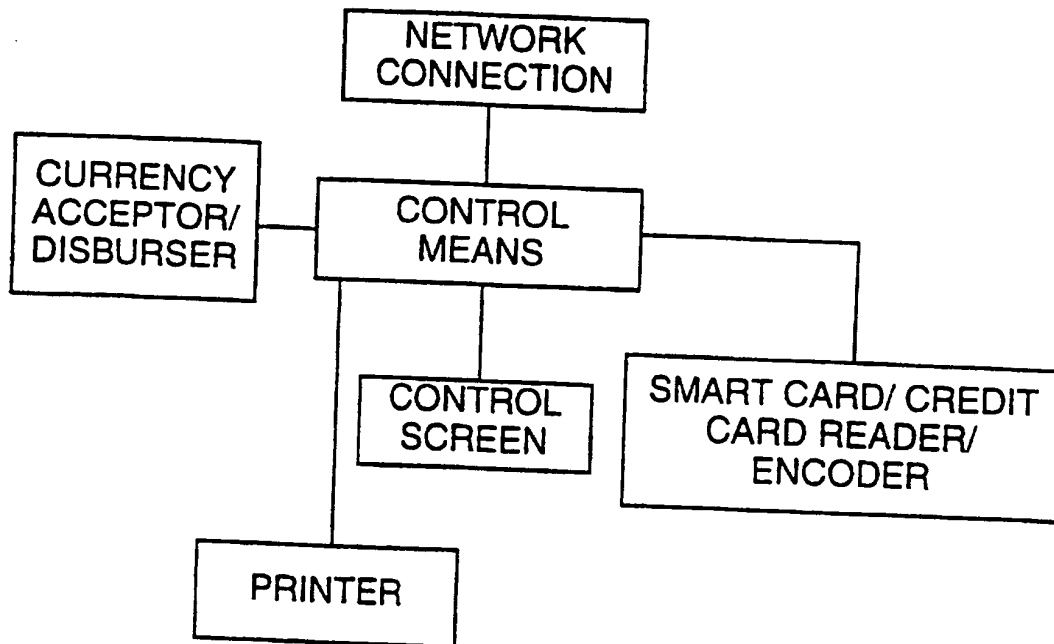 NETWORK
CONNECTION
CURRENCY
ACCEPTOR/
DISBURSER
CONTROL
MEANS
CONTROL
SCREEN
SMART CARD/ CREDIT
CARD READER/
ENCODER
PRINTER